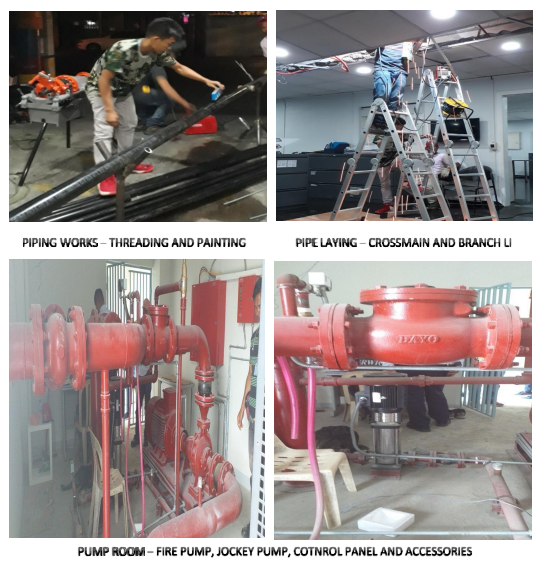 PIPING WORKS – THREADING AND PAINTING
PIPE LAYING – CROSSMAIN AND BRANCH LI
DAYO
PUMP ROOM – FIRE PUMP, JOCKEY PUMP, COTNROL PANEL AND ACCESSORIES